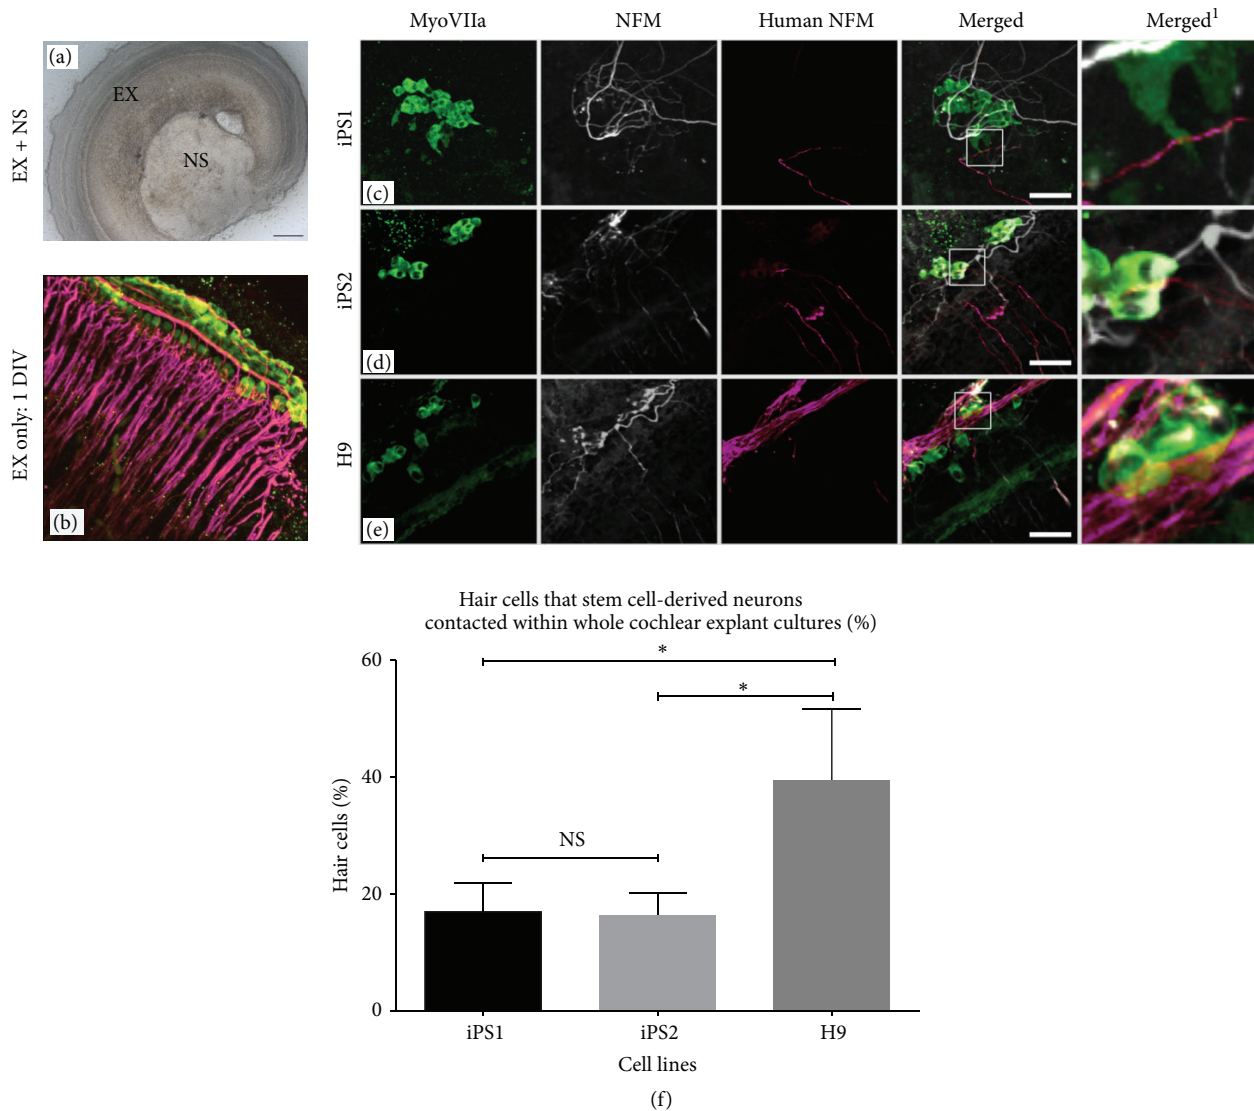 MyoVIIa NFM Human NFM Merged Merged¹
(a)
EX + NS
EX
NS
iPS1
(c)
iPS2
(d)
EX only: 1 DIV
(b)
H9
(e)
Hair cells that stem cell-derived neurons
contacted within whole cochlear explant cultures (%)
60
*
*
40
Hair cells (%)
NS
20
0
iPS1 iPS2 H9
Cell lines
(f)